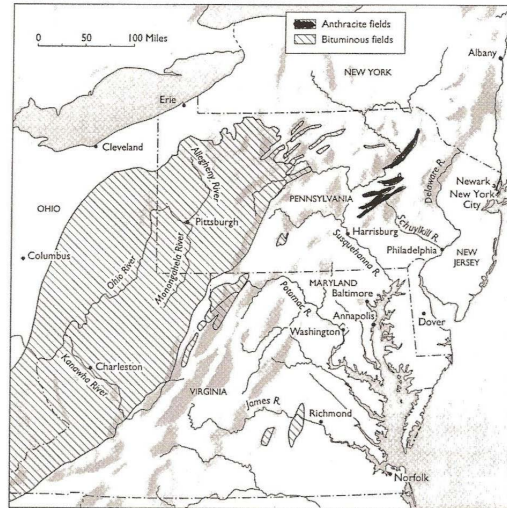 Anthracite fields
Bituminous fields
0 50 100 Miles
NEW YORK
Albany
Erie
Cleveland
Allegheny River
Delaware R.
Newark
New York
City
OHIO
PENNSYLVANIA
Pittsburgh
Schuylkill R.
Harrisburg
Philadelphia
Columbus
Ohio River
Monongahela River
Susquehanna R.
NEW
JERSEY
MARYLAND
Baltimore
Potomac R.
Annapolis
Dover
Washington
Charleston
Kanawha River
VIRGINIA
James R.
Richmond
Norfolk